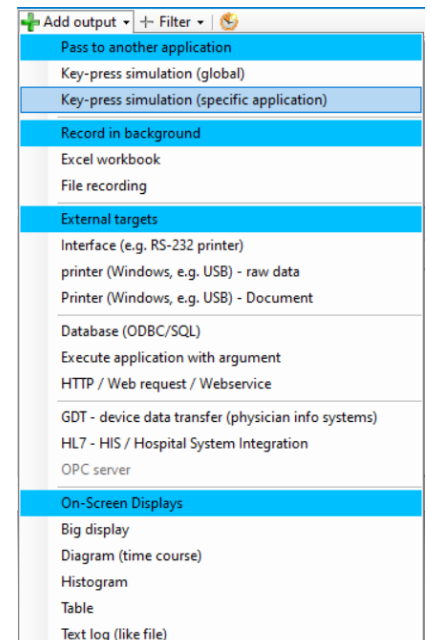 Add output Filter
Pass to another application
Key-press simulation (global)
Key-press simulation (specific application)
Record in background
Excel workbook
File recording
External targets
Interface (e.g. RS-232 printer)
printer (Windows, e.g. USB) - raw data
Printer (Windows, e.g. USB) - Document
Database (ODBC/SQL)
Execute application with argument
HTTP / Web request / Webservice
GDT - device data transfer (physician info systems)
HL7 - HIS / Hospital System Integration
OPC server
On-Screen Displays
Big display
Diagram (time course)
Histogram
Table
Text log (like file)